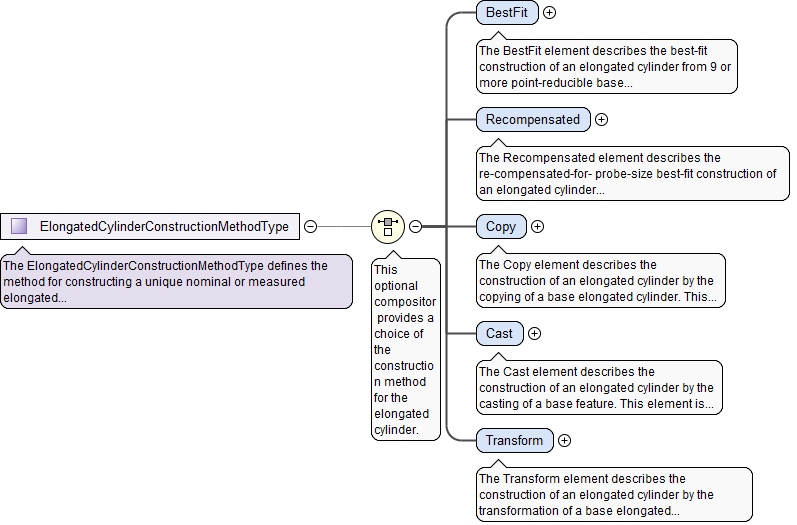 BestFit
The BestFit element describes the best-fit
construction of an elongated cylinder from 9 or
more point-reducible base...
Recompensated
The Recompensated element describes the
re-compensated-for- probe-size best-fit construction of
an elongated cylinder...
ElongatedCylinderConstructionMethodType
The ElongatedCylinderConstructionMethodType defines the
method for constructing a unique nominal or measured
elongated...
This
optional
compositor
provides a
choice of
the
constructio
n method
for the
elongated
cylinder.
Copy
The Copy element describes the
construction of an elongated cylinder by the
copying of a base elongated cylinder. This...
Cast
The Cast element describes the
construction of an elongated cylinder by the
casting of a base feature. This element is...
Transform
The Transform element describes the
construction of an elongated cylinder by the
transformation of a base elongated...